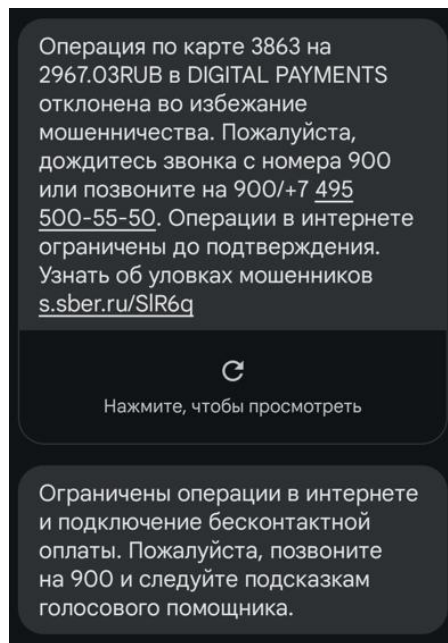 Операция по карте 3863 на
2967.03RUB в DIGITAL PAYMENTS
отклонена во избежание
мошенничества. Пожалуйста,
дождитесь звонка с номера 900
или позвоните на 900/+7 495
500-55-50. Операции в интернете
ограничены до подтверждения.
Узнать об уловках мошенников
s.sber.ru/SlR6q
Нажмите, чтобы просмотреть
Ограничены операции в интернете
и подключение бесконтактной
оплаты. Пожалуйста, позвоните
на 900 и следуйте подсказкам
голосового помощника.